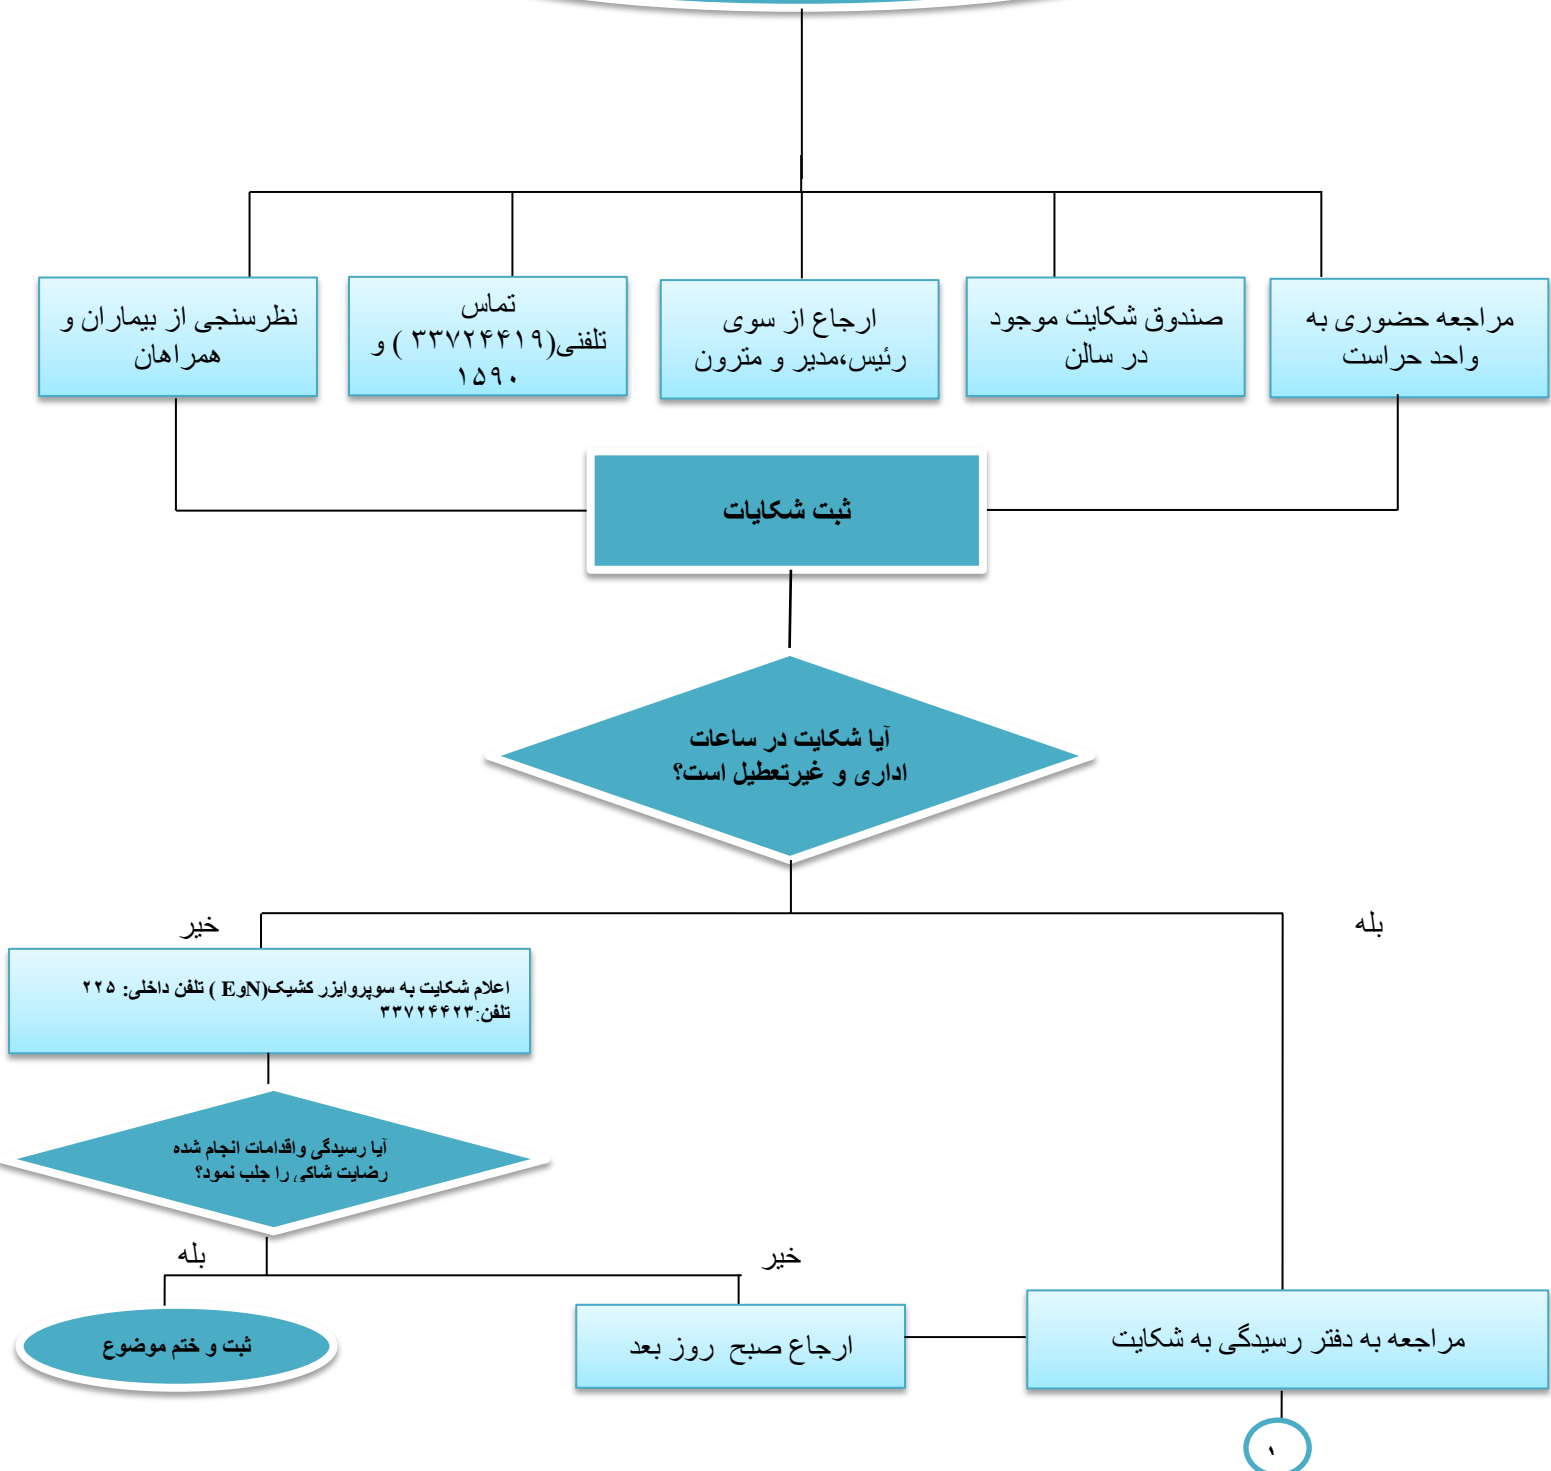 مراجعه حضوری به
واحد حراست
صندوق شکایت موجود
در سالن
ارجاع از سوی
رئیس،مدیر و مترون
تماس
تلفنی(۳۳۷۲۴۴۱۹ ) و
۱۵۹۰
نظرسنجی از بیماران و
همراهان
ثبت شکایات
آیا شکایت در ساعات
اداری و غیرتعطیل است؟
بله
خیر
اعلام شکایت به سوپروایزر کشیک(NوE ) تلفن داخلی: ۲۲۵
تلفن:۳۳۷۲۴۴۲۳
آیا رسیدگی واقدامات انجام شده
رضایت شاکی را جلب نمود؟
خیر
بله
مراجعه به دفتر رسیدگی به شکایت
ارجاع صبح روز بعد
ثبت و ختم موضوع
۱